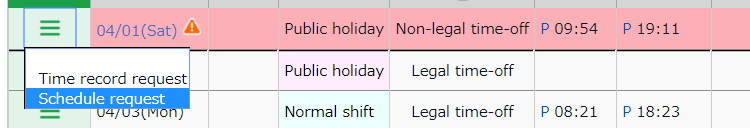 04/01(Sat) Public holiday Non-legal time-off P 09:54 P 19:11
Time record request Public holiday Legal time-off
Schedule request
04/03(Mon) Normal shift Legal time-off P 08:21 P 18:23